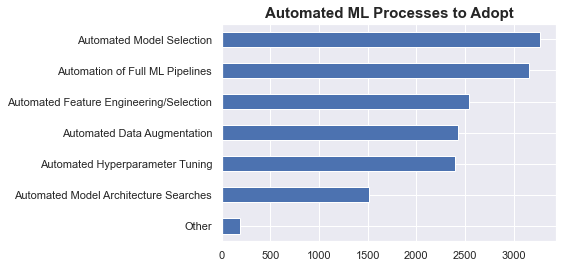 Automated ML Processes to Adopt
Automated Model Selection
Automation of Full ML Pipelines
Automated Feature Engineering/Selection
Automated Data Augmentation
Automated Hyperparameter Tuning
Automated Model Architecture Searches
Other
0 500 1000 1500 2000 2500 3000